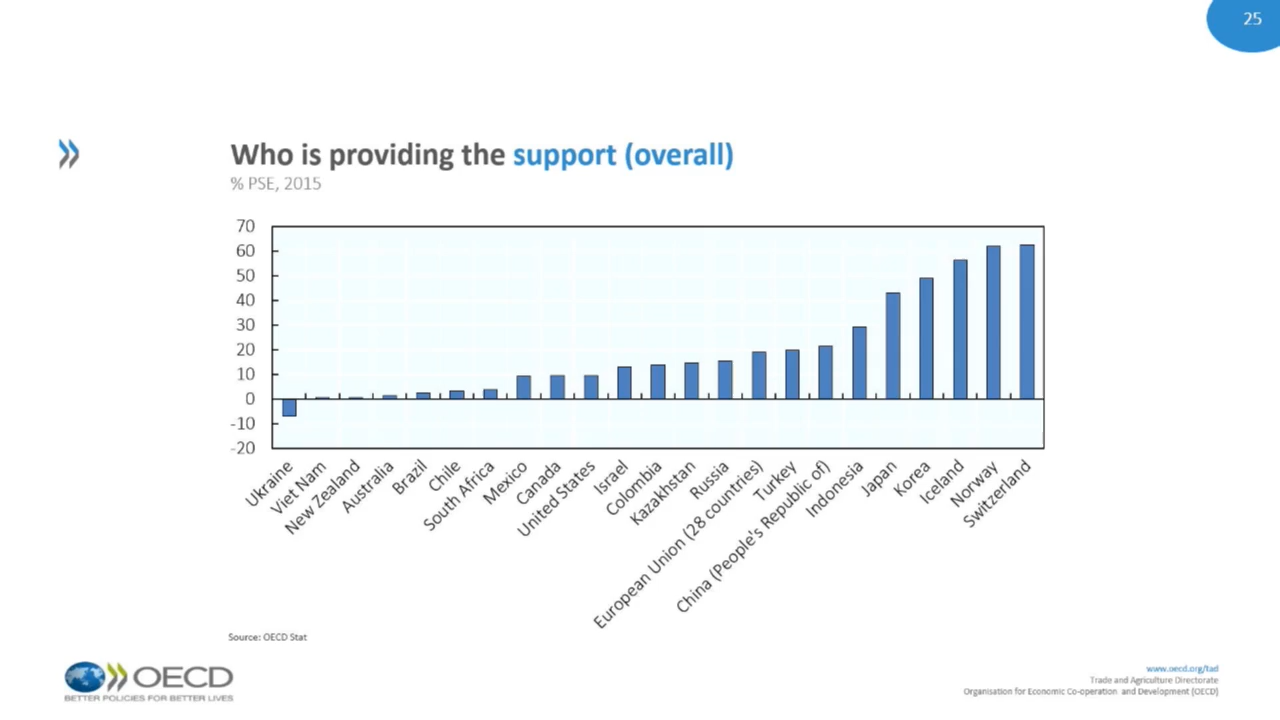 25
Who is providing the support (overall)
% PSE, 2015
70
60
50
40
30
20
10
0
-10
-20
Ukraine
Viet Nam
New Zealand
Australia
Brazil
Chile
South Africa
Mexico
Canada
United States
Israel
Colombia
Kazakhstan
Russia
European Union (28 countries)
Turkey
China (People's Republic of)
Indonesia
Japan
Korea
Iceland
Norway
Switzerland
Source: OECD Stat
OECD
BETTER POLICIES FOR BETTER LIVES
www.oecd.org/tad
Trade and Agriculture Directorate
Organisation for Economic Co-operation and Development (OECD)